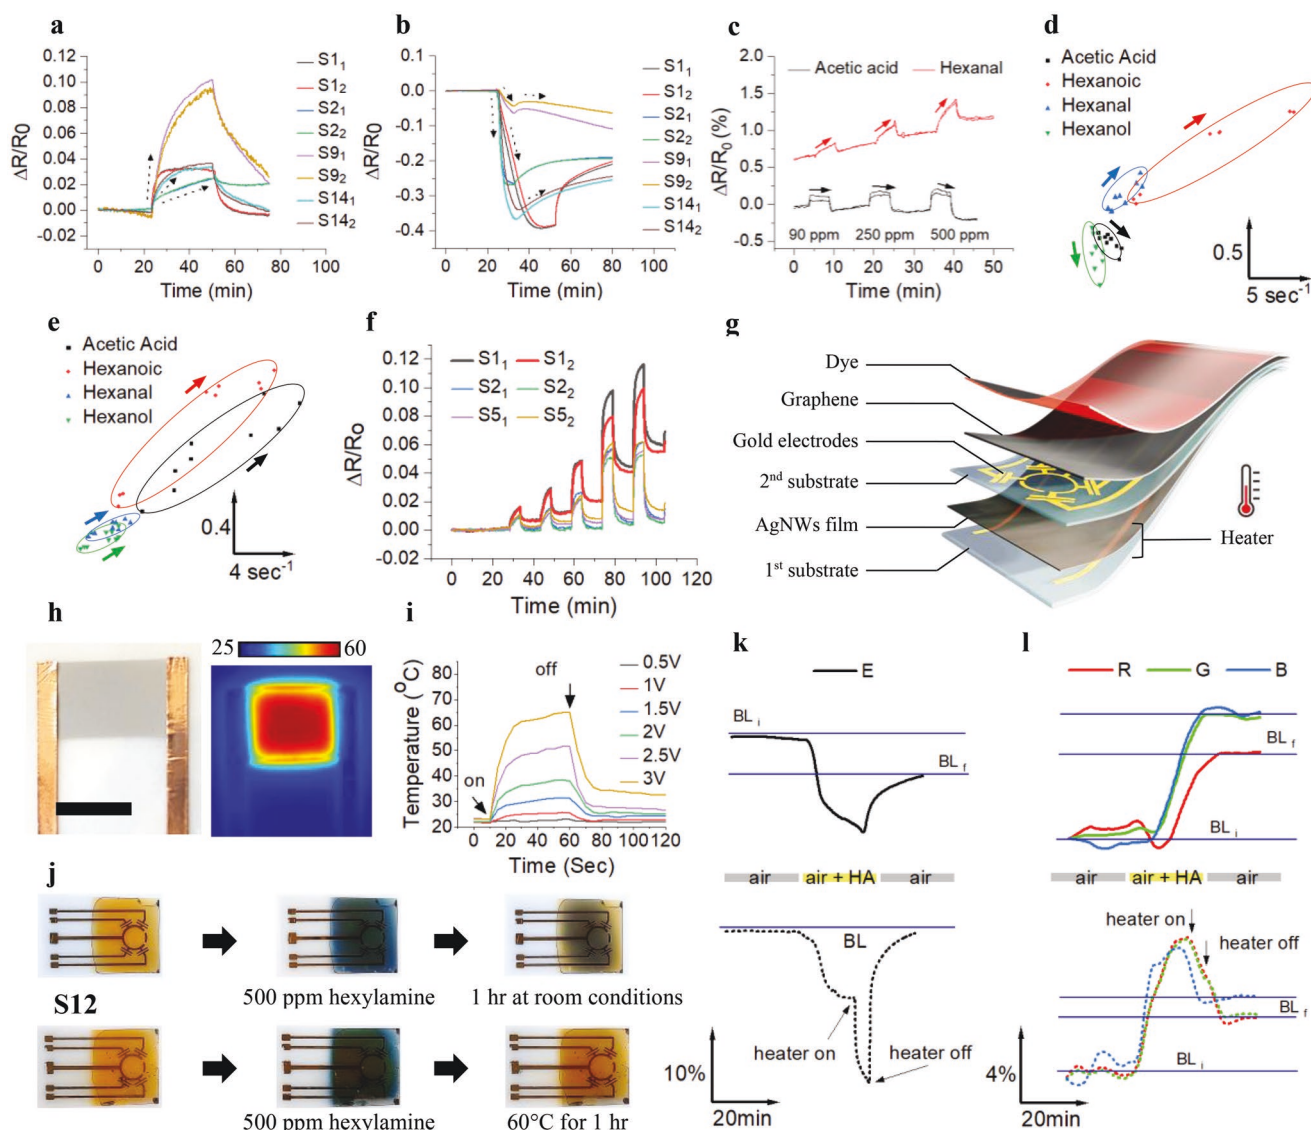 a
0.12
0.10
0.08
0.06
0.04
0.02
0.00
-0.02
ΔR/R0
0 20 40 60 80 100
Time (min)
S1₁
S1₂
S2₁
S2₂
S9₁
S9₂
S14₁
S14₂
b
0.1
0.0
-0.1
-0.2
-0.3
-0.4
ΔR/R₀
0 20 40 60 80 100
Time (min)
S1₁
S1₂
S2₁
S2₂
S9₁
S9₂
S14₁
S14₂
c
2.0
1.5
1.0
0.5
0.0
-0.5
ΔR/R₀ (%)
Acetic acid
Hexanal
90 ppm 250 ppm 500 ppm
0 10 20 30 40 50
Time (min)
d
Acetic Acid
Hexanoic
Hexanal
Hexanol
0.5
5 sec⁻¹
e
Acetic Acid
Hexanoic
Hexanal
Hexanol
0.4
4 sec⁻¹
f
0.12
0.10
0.08
0.06
0.04
0.02
0.00
-0.02
ΔR/Ro
S1₁ S1₂
S2₁ S2₂
S5₁ S5₂
0 20 40 60 80 100 120
Time (min)
g
Dye
Graphene
Gold electrodes
2nd substrate
AgNWs film
1st substrate
Heater
h
25 60
i
80
70
60
50
40
30
20
Temperature (°C)
on
off
0.5V
1V
1.5V
2V
2.5V
3V
0 20 40 60 80 100 120
Time (Sec)
j
500 ppm hexylamine
1 hr at room conditions
S12
500 ppm hexylamine
60°C for 1 hr
k
E
BL i
BL f
air air + HA air
BL
heater on
heater off
10%
20min
l
R G B
BL f
BL i
air air + HA air
heater on
heater off
BL f
BL i
4%
20min